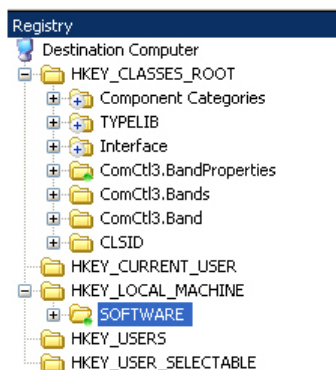 Registry
Destination Computer
HKEY_CLASSES_ROOT
Component Categories
TYPELIB
Interface
ComCtl3.BandProperties
ComCtl3.Bands
ComCtl3.Band
CLSID
HKEY_CURRENT_USER
HKEY_LOCAL_MACHINE
SOFTWARE
HKEY_USERS
HKEY_USER_SELECTABLE